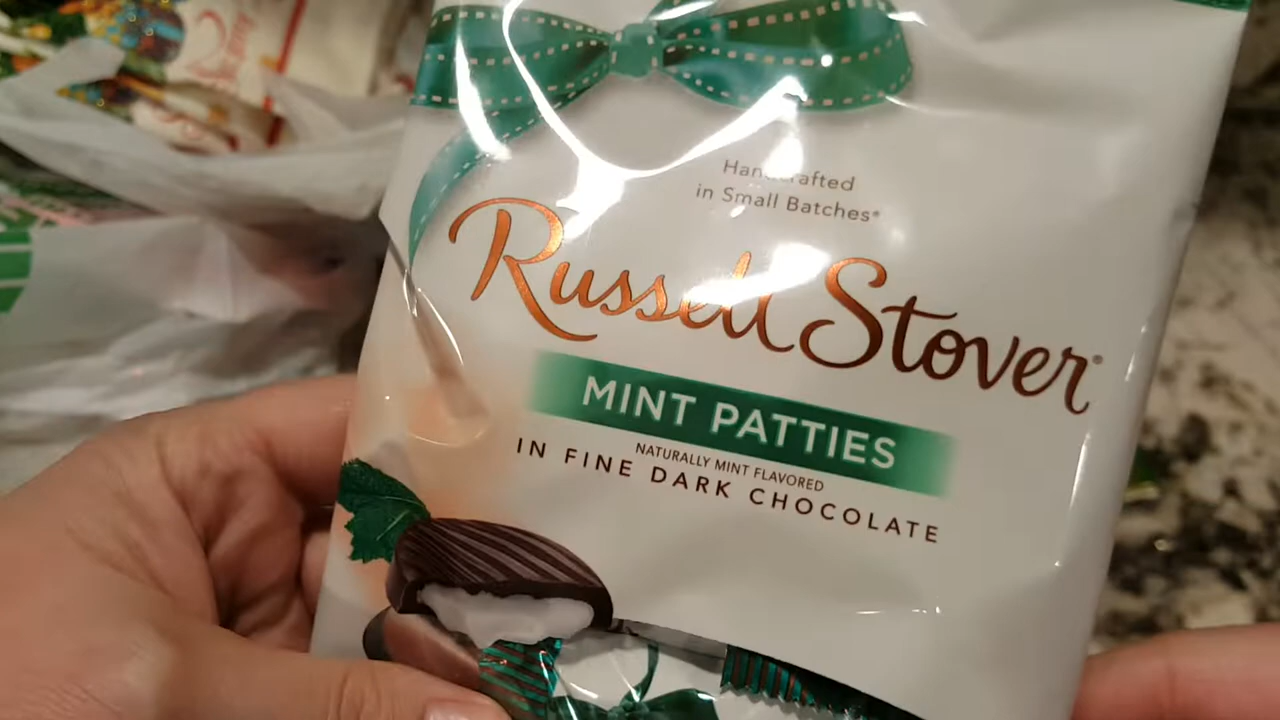 Handcrafted
in Small Batches*
Russell Stover®
MINT PATTIES
NATURALLY MINT FLAVORED
IN FINE DARK CHOCOLATE